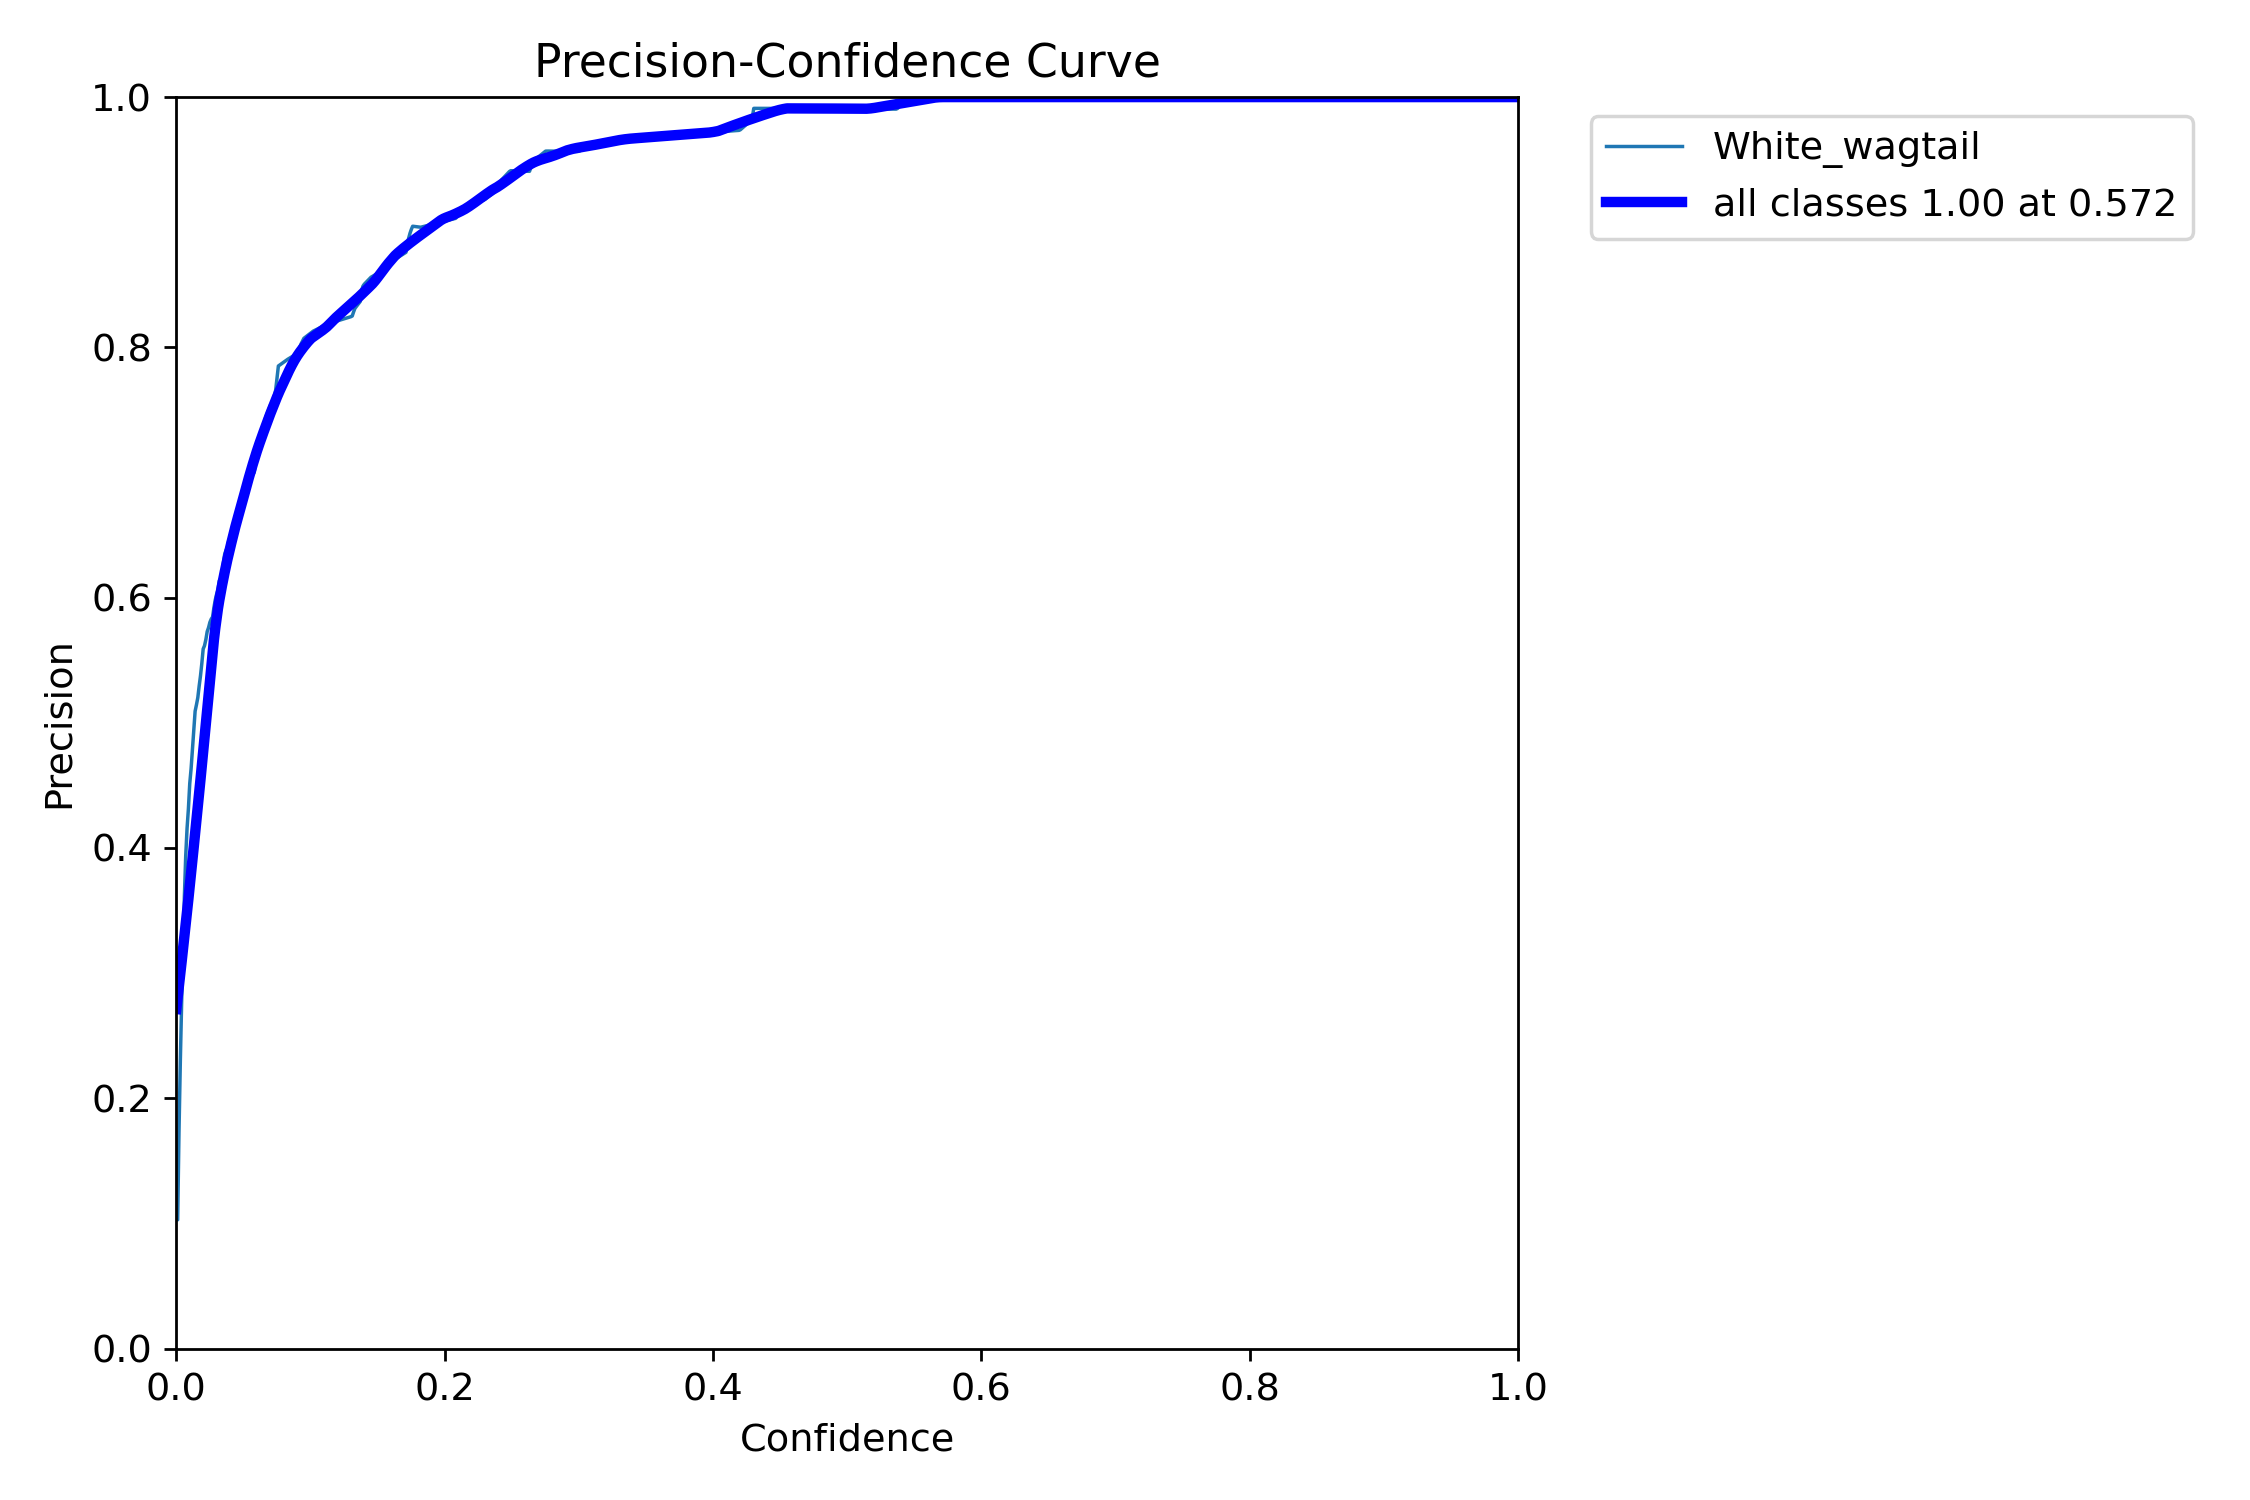 Precision-Confidence Curve
1.0
0.8
0.6
0.4
0.2
0.0
Precision
0.0 0.2 0.4 0.6 0.8 1.0
Confidence
White_wagtail
all classes 1.00 at 0.572